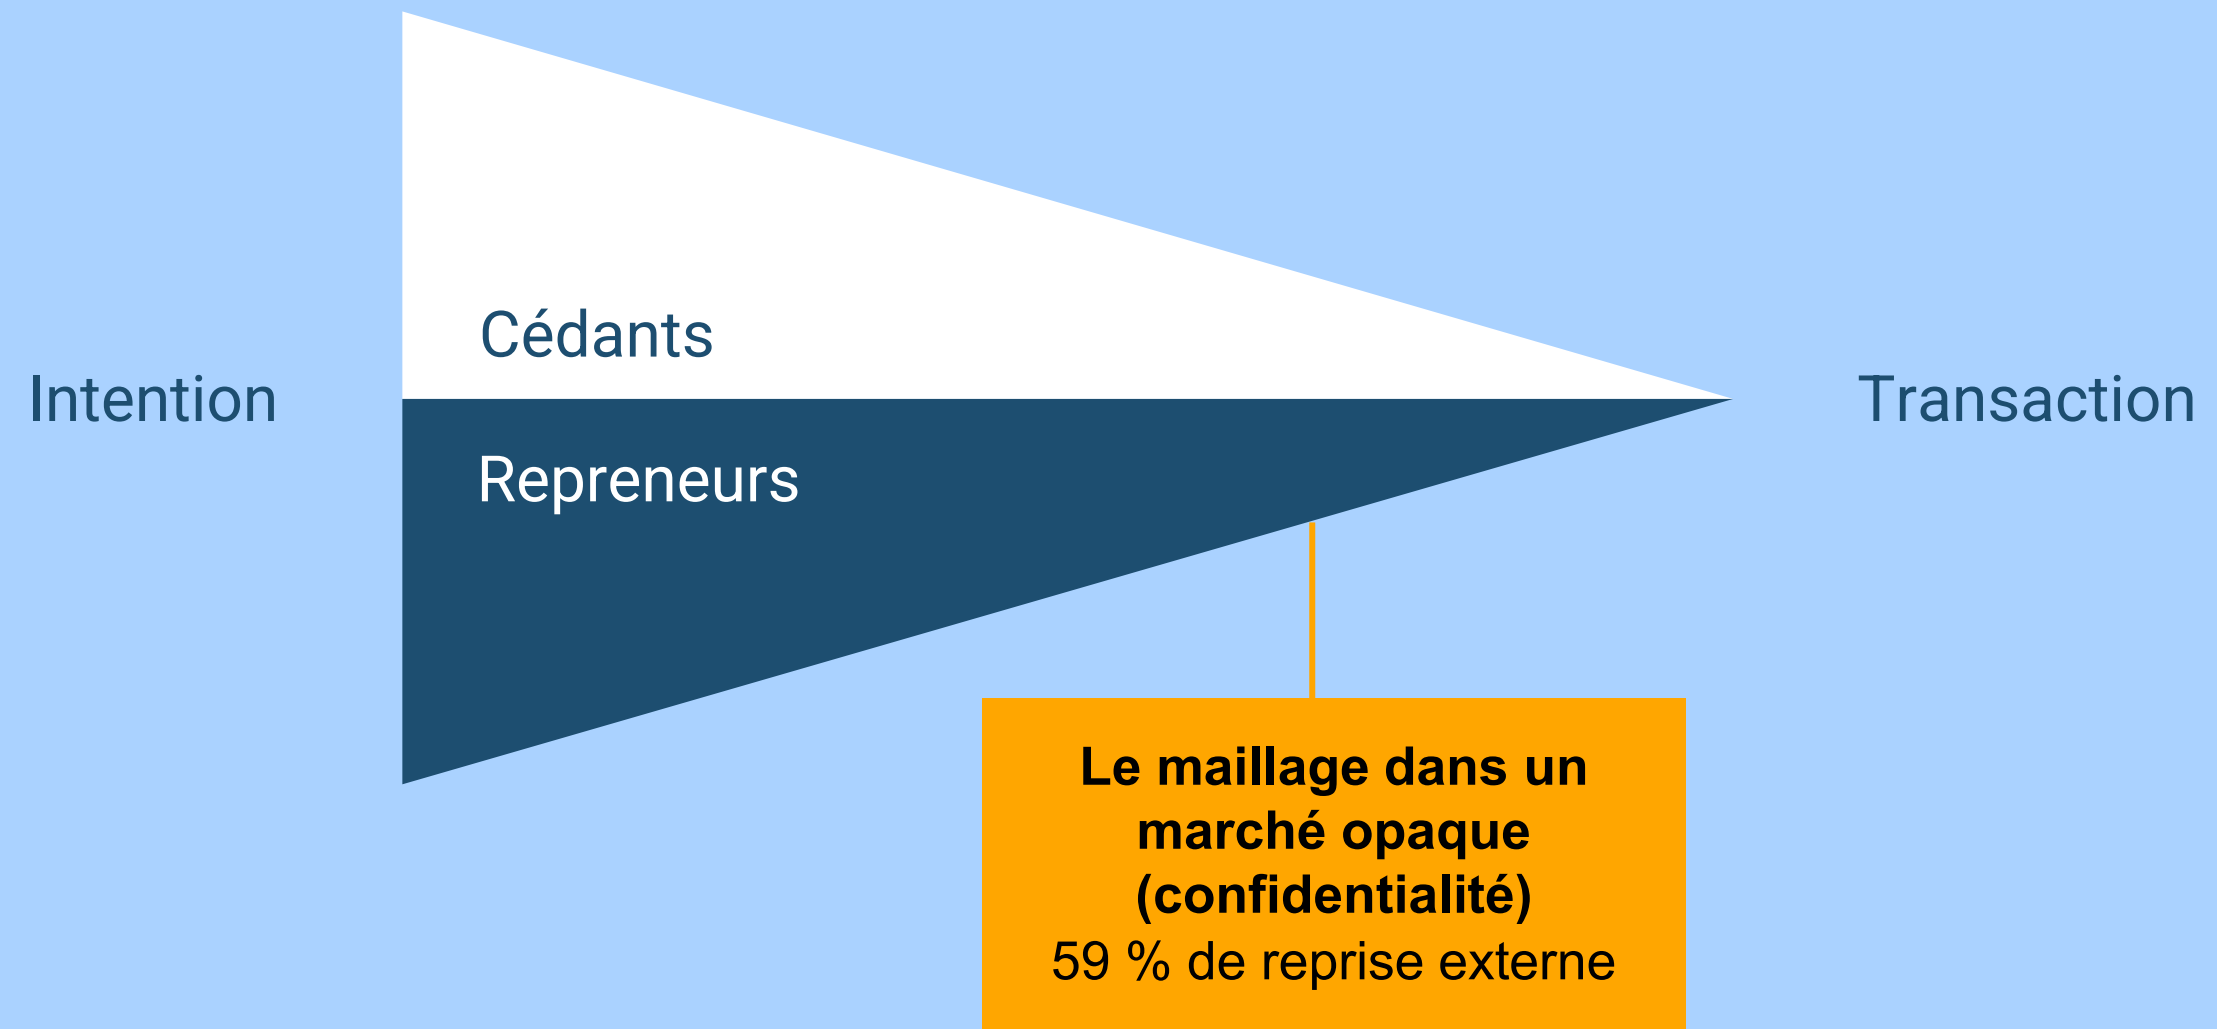 Cédants
Intention
Transaction
Repreneurs
Le maillage dans un
marché opaque
(confidentialité)
59 % de reprise externe